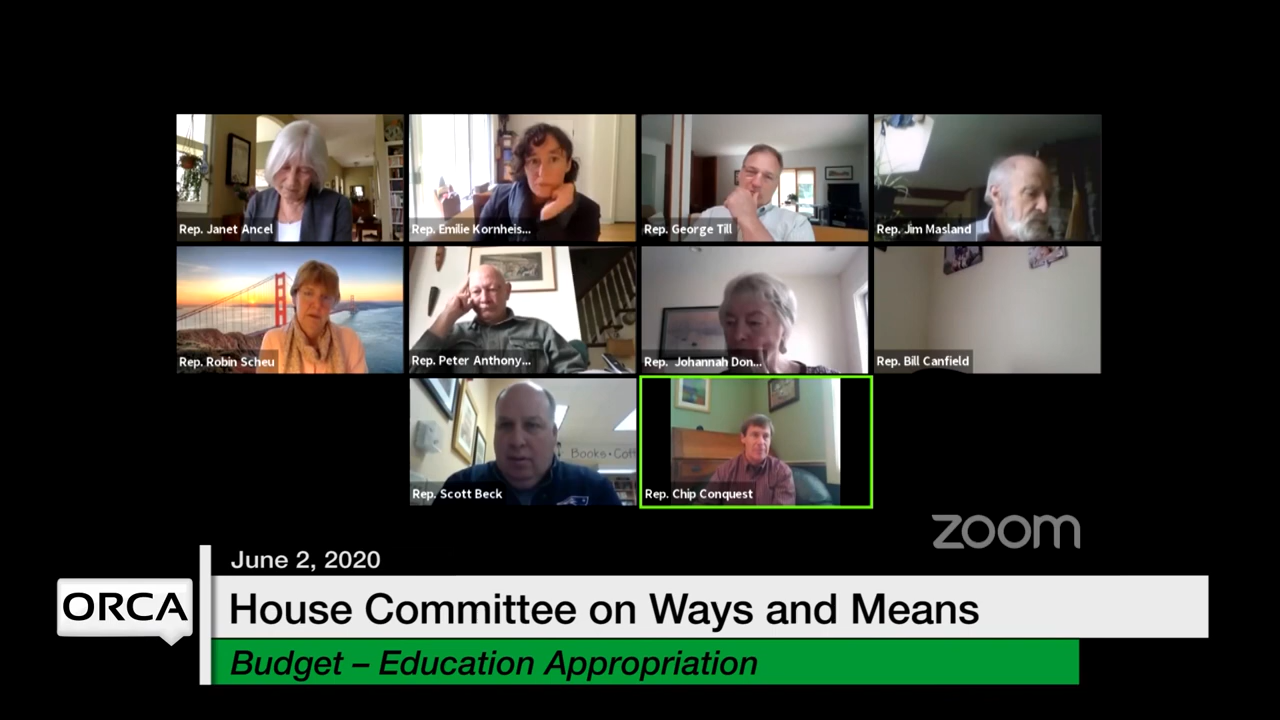 Rep. Janet Ancel
Rep. Emilie Kornheis...
Rep. George Till
Rep. Jim Masland
Rep. Robin Scheu
Rep. Peter Anthony...
Rep. Johannah Don...
Rep. Bill Canfield
Books • Cof
Rep. Scott Beck
Rep. Chip Conquest
zoom
June 2, 2020
ORCA
House Committee on Ways and Means
Budget – Education Appropriation